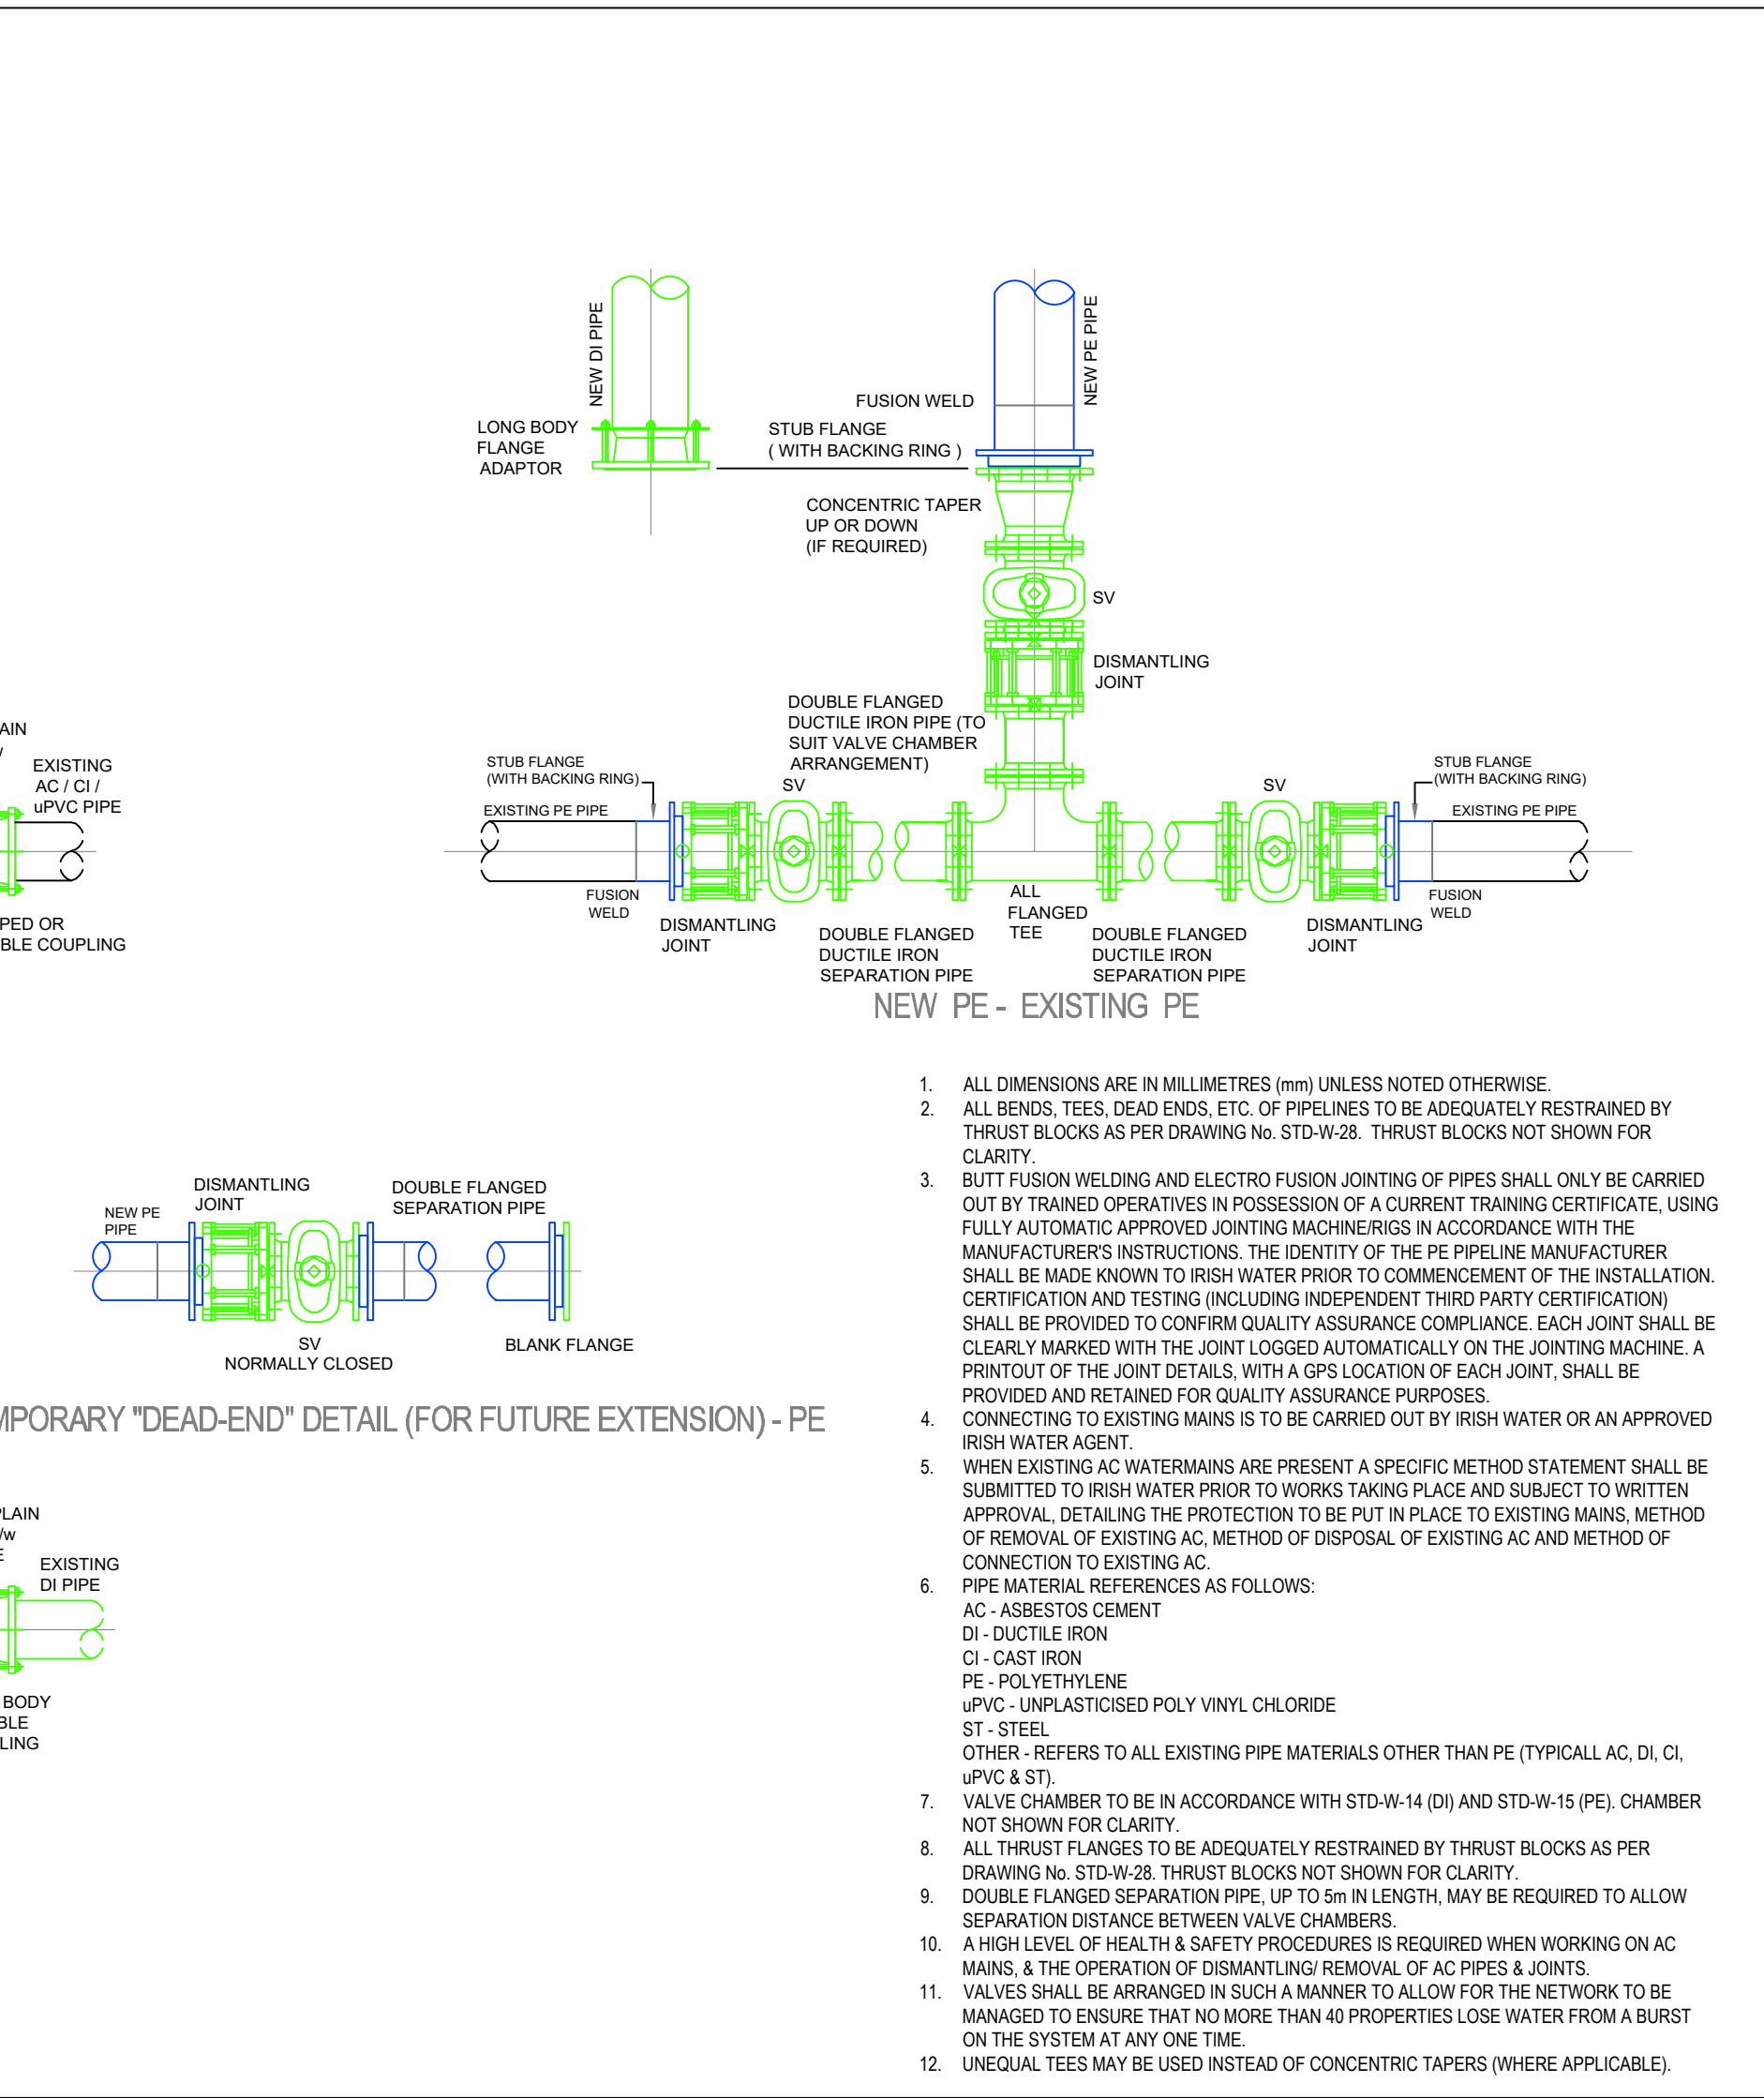 NEW DI PIPE
LONG BODY
FLANGE
ADAPTOR
NEW PE PIPE
FUSION WELD
STUB FLANGE
( WITH BACKING RING )
CONCENTRIC TAPER
UP OR DOWN
(IF REQUIRED)
SV
DISMANTLING
JOINT
DOUBLE FLANGED
DUCTILE IRON PIPE (TO
SUIT VALVE CHAMBER
ARRANGEMENT)
AIN
EXISTING
AC / CI /
uPVC PIPE
PED OR
BLE COUPLING
STUB FLANGE
(WITH BACKING RING)
EXISTING PE PIPE
FUSION
WELD
SV
DISMANTLING
JOINT
DOUBLE FLANGED
DUCTILE IRON
SEPARATION PIPE
ALL
FLANGED
TEE
DOUBLE FLANGED
DUCTILE IRON
SEPARATION PIPE
SV
DISMANTLING
JOINT
STUB FLANGE
(WITH BACKING RING)
EXISTING PE PIPE
FUSION
WELD
NEW PE - EXISTING PE
NEW PE
PIPE
DISMANTLING
JOINT
DOUBLE FLANGED
SEPARATION PIPE
SV
NORMALLY CLOSED
BLANK FLANGE
MPORARY "DEAD-END" DETAIL (FOR FUTURE EXTENSION) - PE
PLAIN
/w
E
EXISTING
DI PIPE
BODY
BLE
LING
1. ALL DIMENSIONS ARE IN MILLIMETRES (mm) UNLESS NOTED OTHERWISE.
2. ALL BENDS, TEES, DEAD ENDS, ETC. OF PIPELINES TO BE ADEQUATELY RESTRAINED BY
THRUST BLOCKS AS PER DRAWING No. STD-W-28. THRUST BLOCKS NOT SHOWN FOR
CLARITY.
3. BUTT FUSION WELDING AND ELECTRO FUSION JOINTING OF PIPES SHALL ONLY BE CARRIED
OUT BY TRAINED OPERATIVES IN POSSESSION OF A CURRENT TRAINING CERTIFICATE, USING
FULLY AUTOMATIC APPROVED JOINTING MACHINE/RIGS IN ACCORDANCE WITH THE
MANUFACTURER'S INSTRUCTIONS. THE IDENTITY OF THE PE PIPELINE MANUFACTURER
SHALL BE MADE KNOWN TO IRISH WATER PRIOR TO COMMENCEMENT OF THE INSTALLATION.
CERTIFICATION AND TESTING (INCLUDING INDEPENDENT THIRD PARTY CERTIFICATION)
SHALL BE PROVIDED TO CONFIRM QUALITY ASSURANCE COMPLIANCE. EACH JOINT SHALL BE
CLEARLY MARKED WITH THE JOINT LOGGED AUTOMATICALLY ON THE JOINTING MACHINE. A
PRINTOUT OF THE JOINT DETAILS, WITH A GPS LOCATION OF EACH JOINT, SHALL BE
PROVIDED AND RETAINED FOR QUALITY ASSURANCE PURPOSES.
4. CONNECTING TO EXISTING MAINS IS TO BE CARRIED OUT BY IRISH WATER OR AN APPROVED
IRISH WATER AGENT.
5. WHEN EXISTING AC WATERMAINS ARE PRESENT A SPECIFIC METHOD STATEMENT SHALL BE
SUBMITTED TO IRISH WATER PRIOR TO WORKS TAKING PLACE AND SUBJECT TO WRITTEN
APPROVAL, DETAILING THE PROTECTION TO BE PUT IN PLACE TO EXISTING MAINS, METHOD
OF REMOVAL OF EXISTING AC, METHOD OF DISPOSAL OF EXISTING AC AND METHOD OF
CONNECTION TO EXISTING AC.
6. PIPE MATERIAL REFERENCES AS FOLLOWS:
AC - ASBESTOS CEMENT
DI - DUCTILE IRON
CI - CAST IRON
PE - POLYETHYLENE
uPVC - UNPLASTICISED POLY VINYL CHLORIDE
ST - STEEL
OTHER - REFERS TO ALL EXISTING PIPE MATERIALS OTHER THAN PE (TYPICALL AC, DI, CI,
uPVC & ST).
7. VALVE CHAMBER TO BE IN ACCORDANCE WITH STD-W-14 (DI) AND STD-W-15 (PE). CHAMBER
NOT SHOWN FOR CLARITY.
8. ALL THRUST FLANGES TO BE ADEQUATELY RESTRAINED BY THRUST BLOCKS AS PER
DRAWING No. STD-W-28. THRUST BLOCKS NOT SHOWN FOR CLARITY.
9. DOUBLE FLANGED SEPARATION PIPE, UP TO 5m IN LENGTH, MAY BE REQUIRED TO ALLOW
SEPARATION DISTANCE BETWEEN VALVE CHAMBERS.
10. A HIGH LEVEL OF HEALTH & SAFETY PROCEDURES IS REQUIRED WHEN WORKING ON AC
MAINS, & THE OPERATION OF DISMANTLING/ REMOVAL OF AC PIPES & JOINTS.
11. VALVES SHALL BE ARRANGED IN SUCH A MANNER TO ALLOW FOR THE NETWORK TO BE
MANAGED TO ENSURE THAT NO MORE THAN 40 PROPERTIES LOSE WATER FROM A BURST
ON THE SYSTEM AT ANY ONE TIME.
12. UNEQUAL TEES MAY BE USED INSTEAD OF CONCENTRIC TAPERS (WHERE APPLICABLE).